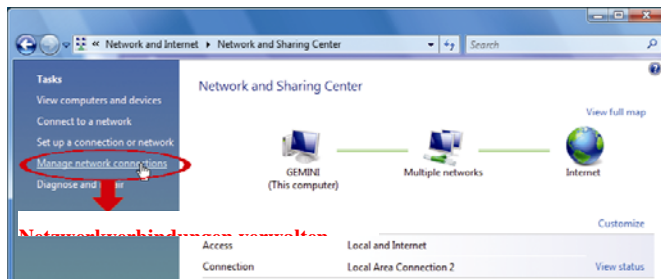 « Network and Internet ▸ Network and Sharing Center
Search
Tasks
View computers and devices
Connect to a network
Set up a connection or network
Manage network connections
Diagnose and repair
Netzwerkverbindungen verwalten
Network and Sharing Center
View full map
GEMINI
(This computer)
Multiple networks
Internet
Customize
Access Local and Internet
Connection Local Area Connection 2 View status